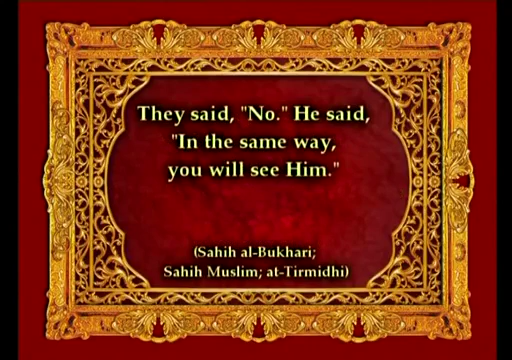 They said, "No." He said,
"In the same way,
you will see Him."
(Sahih al-Bukhari;
Sahih Muslim; at-Tirmidhi)